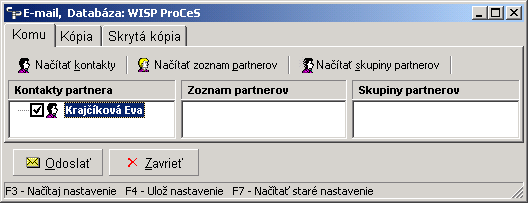 E-mail, Databáza: WISP ProCeS
Komu Kópia Skrytá kópia
Načítať kontakty Načítať zoznam partnerov Načítať skupiny partnerov
Kontakty partnera Zoznam partnerov Skupiny partnerov
Krajčíková Eva
Odoslať Zavrieť
F3 - Načítaj nastavenie F4 - Ulož nastavenie F7 - Načítať staré nastavenie